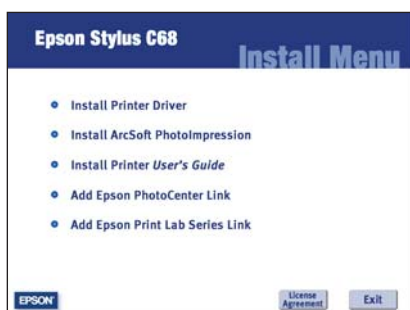 Epson Stylus C68
Install Menu
Install Printer Driver
Install ArcSoft PhotoImpression
Install Printer User's Guide
Add Epson PhotoCenter Link
Add Epson Print Lab Series Link
EPSON
License
Agreement
Exit